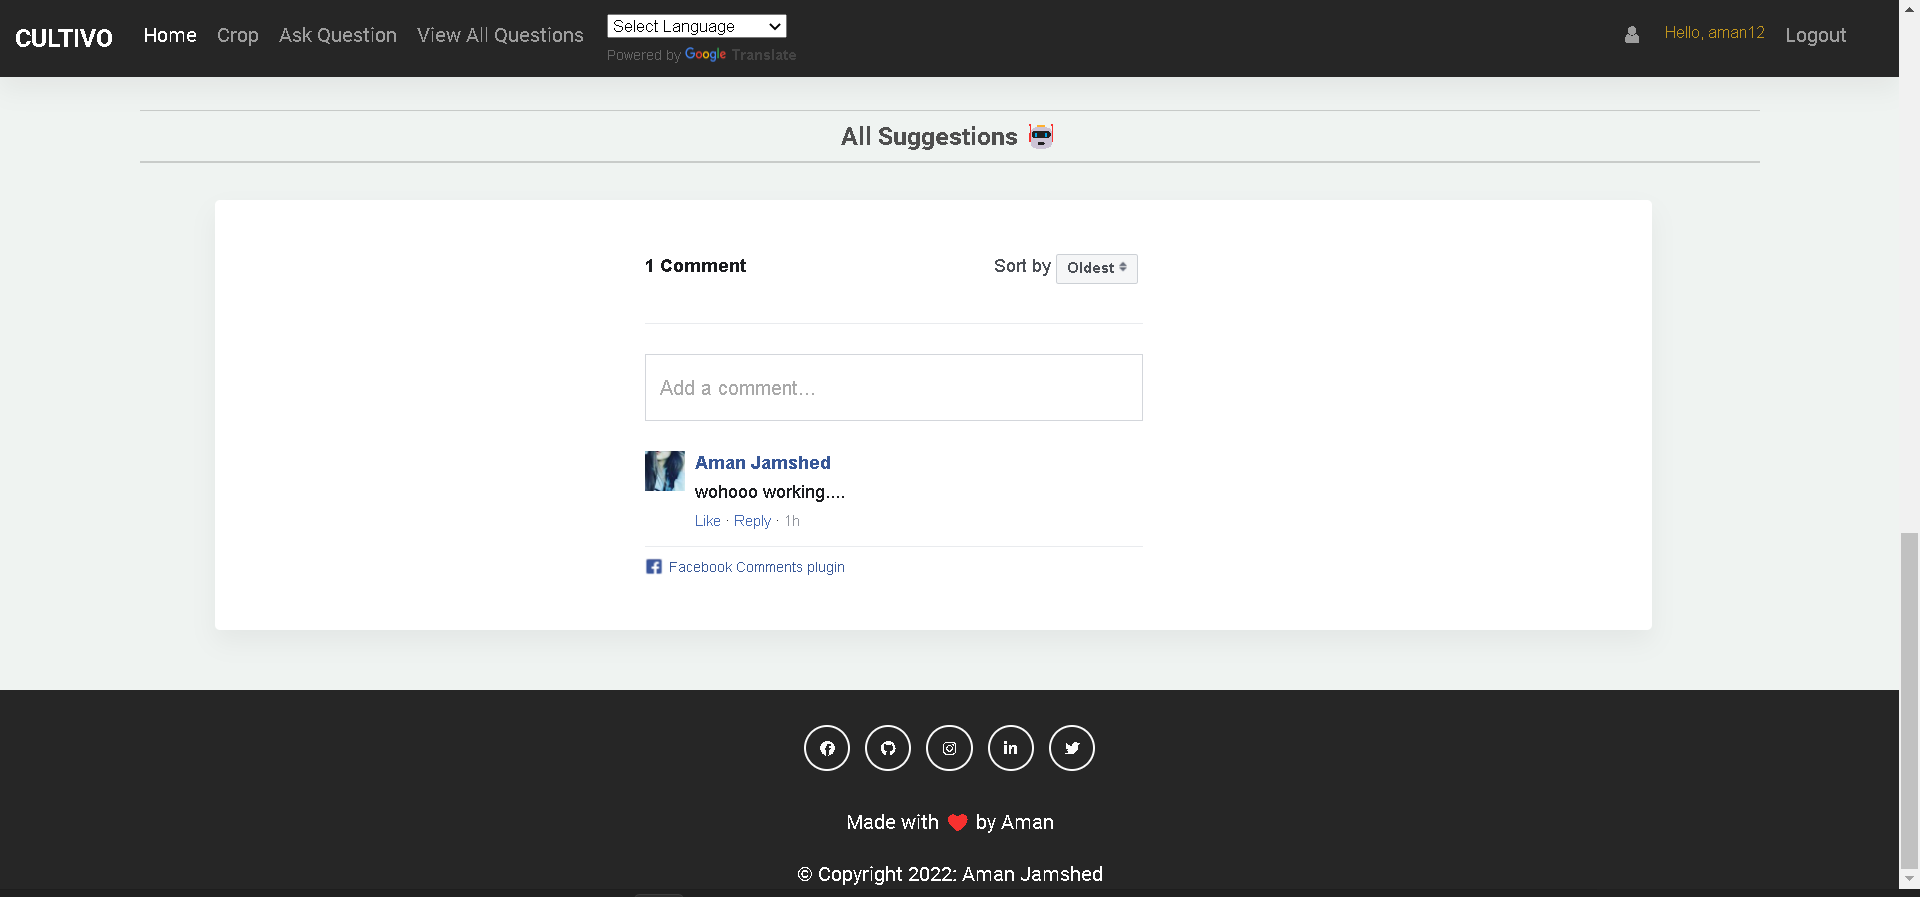 CULTIVO Home Crop Ask Question View All Questions Select Language Hello, aman12 Logout
Powered by Google Translate
All Suggestions
1 Comment Sort by Oldest
Add a comment...
Aman Jamshed
wohooo working....
Like · Reply · 1h
Facebook Comments plugin
Made with ❤ by Aman
© Copyright 2022: Aman Jamshed